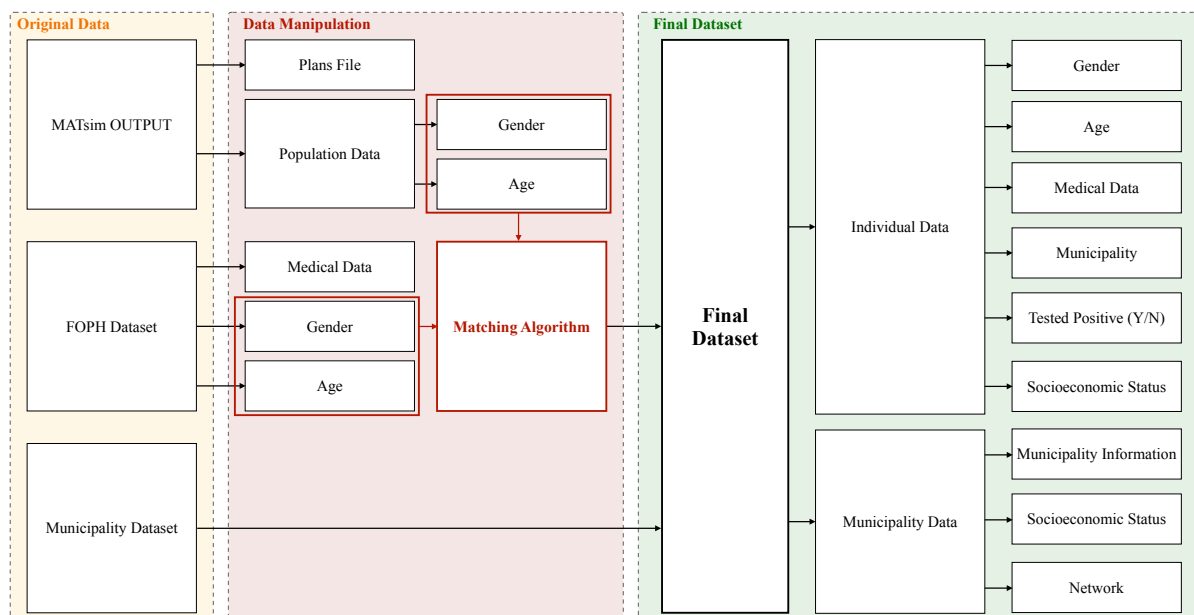 Original Data
Data Manipulation
Final Dataset
MATsim OUTPUT
Plans File
Population Data
Gender
Age
FOPH Dataset
Medical Data
Gender
Age
Matching Algorithm
Municipality Dataset
Final
Dataset
Individual Data
Gender
Age
Medical Data
Municipality
Tested Positive (Y/N)
Socioeconomic Status
Municipality Data
Municipality Information
Socioeconomic Status
Network